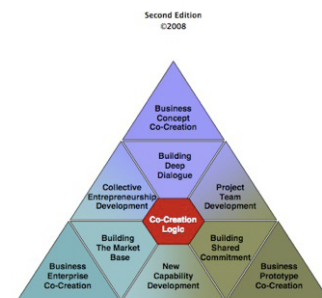 Second Edition
©2008
Business
Concept
Co-Creation
Building
Deep
Dialogue
Collective
Entrepreneurship
Development
Project
Team
Development
Co-Creation
Logic
Building
The Market
Base
Building
Shared
Commitment
Business
Enterprise
Co-Creation
New
Capability
Development
Business
Prototype
Co-Creation